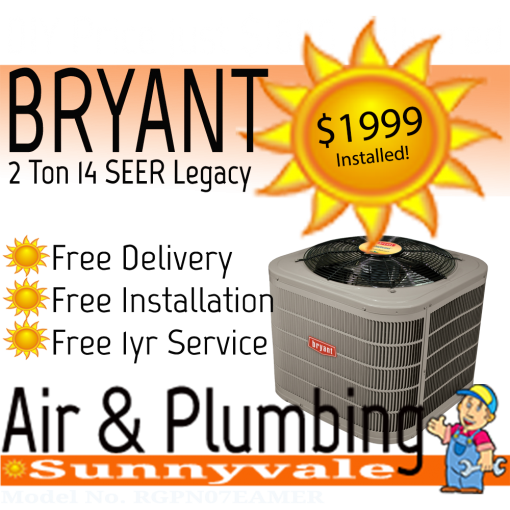 BRYANT
2 Ton 14 SEER Legacy
$1999
Installed!
Free Delivery
Free Installation
Free 1yr Service
Bryant
Air & Plumbing
Sunnyvale
Model No. RGPN07EAMER